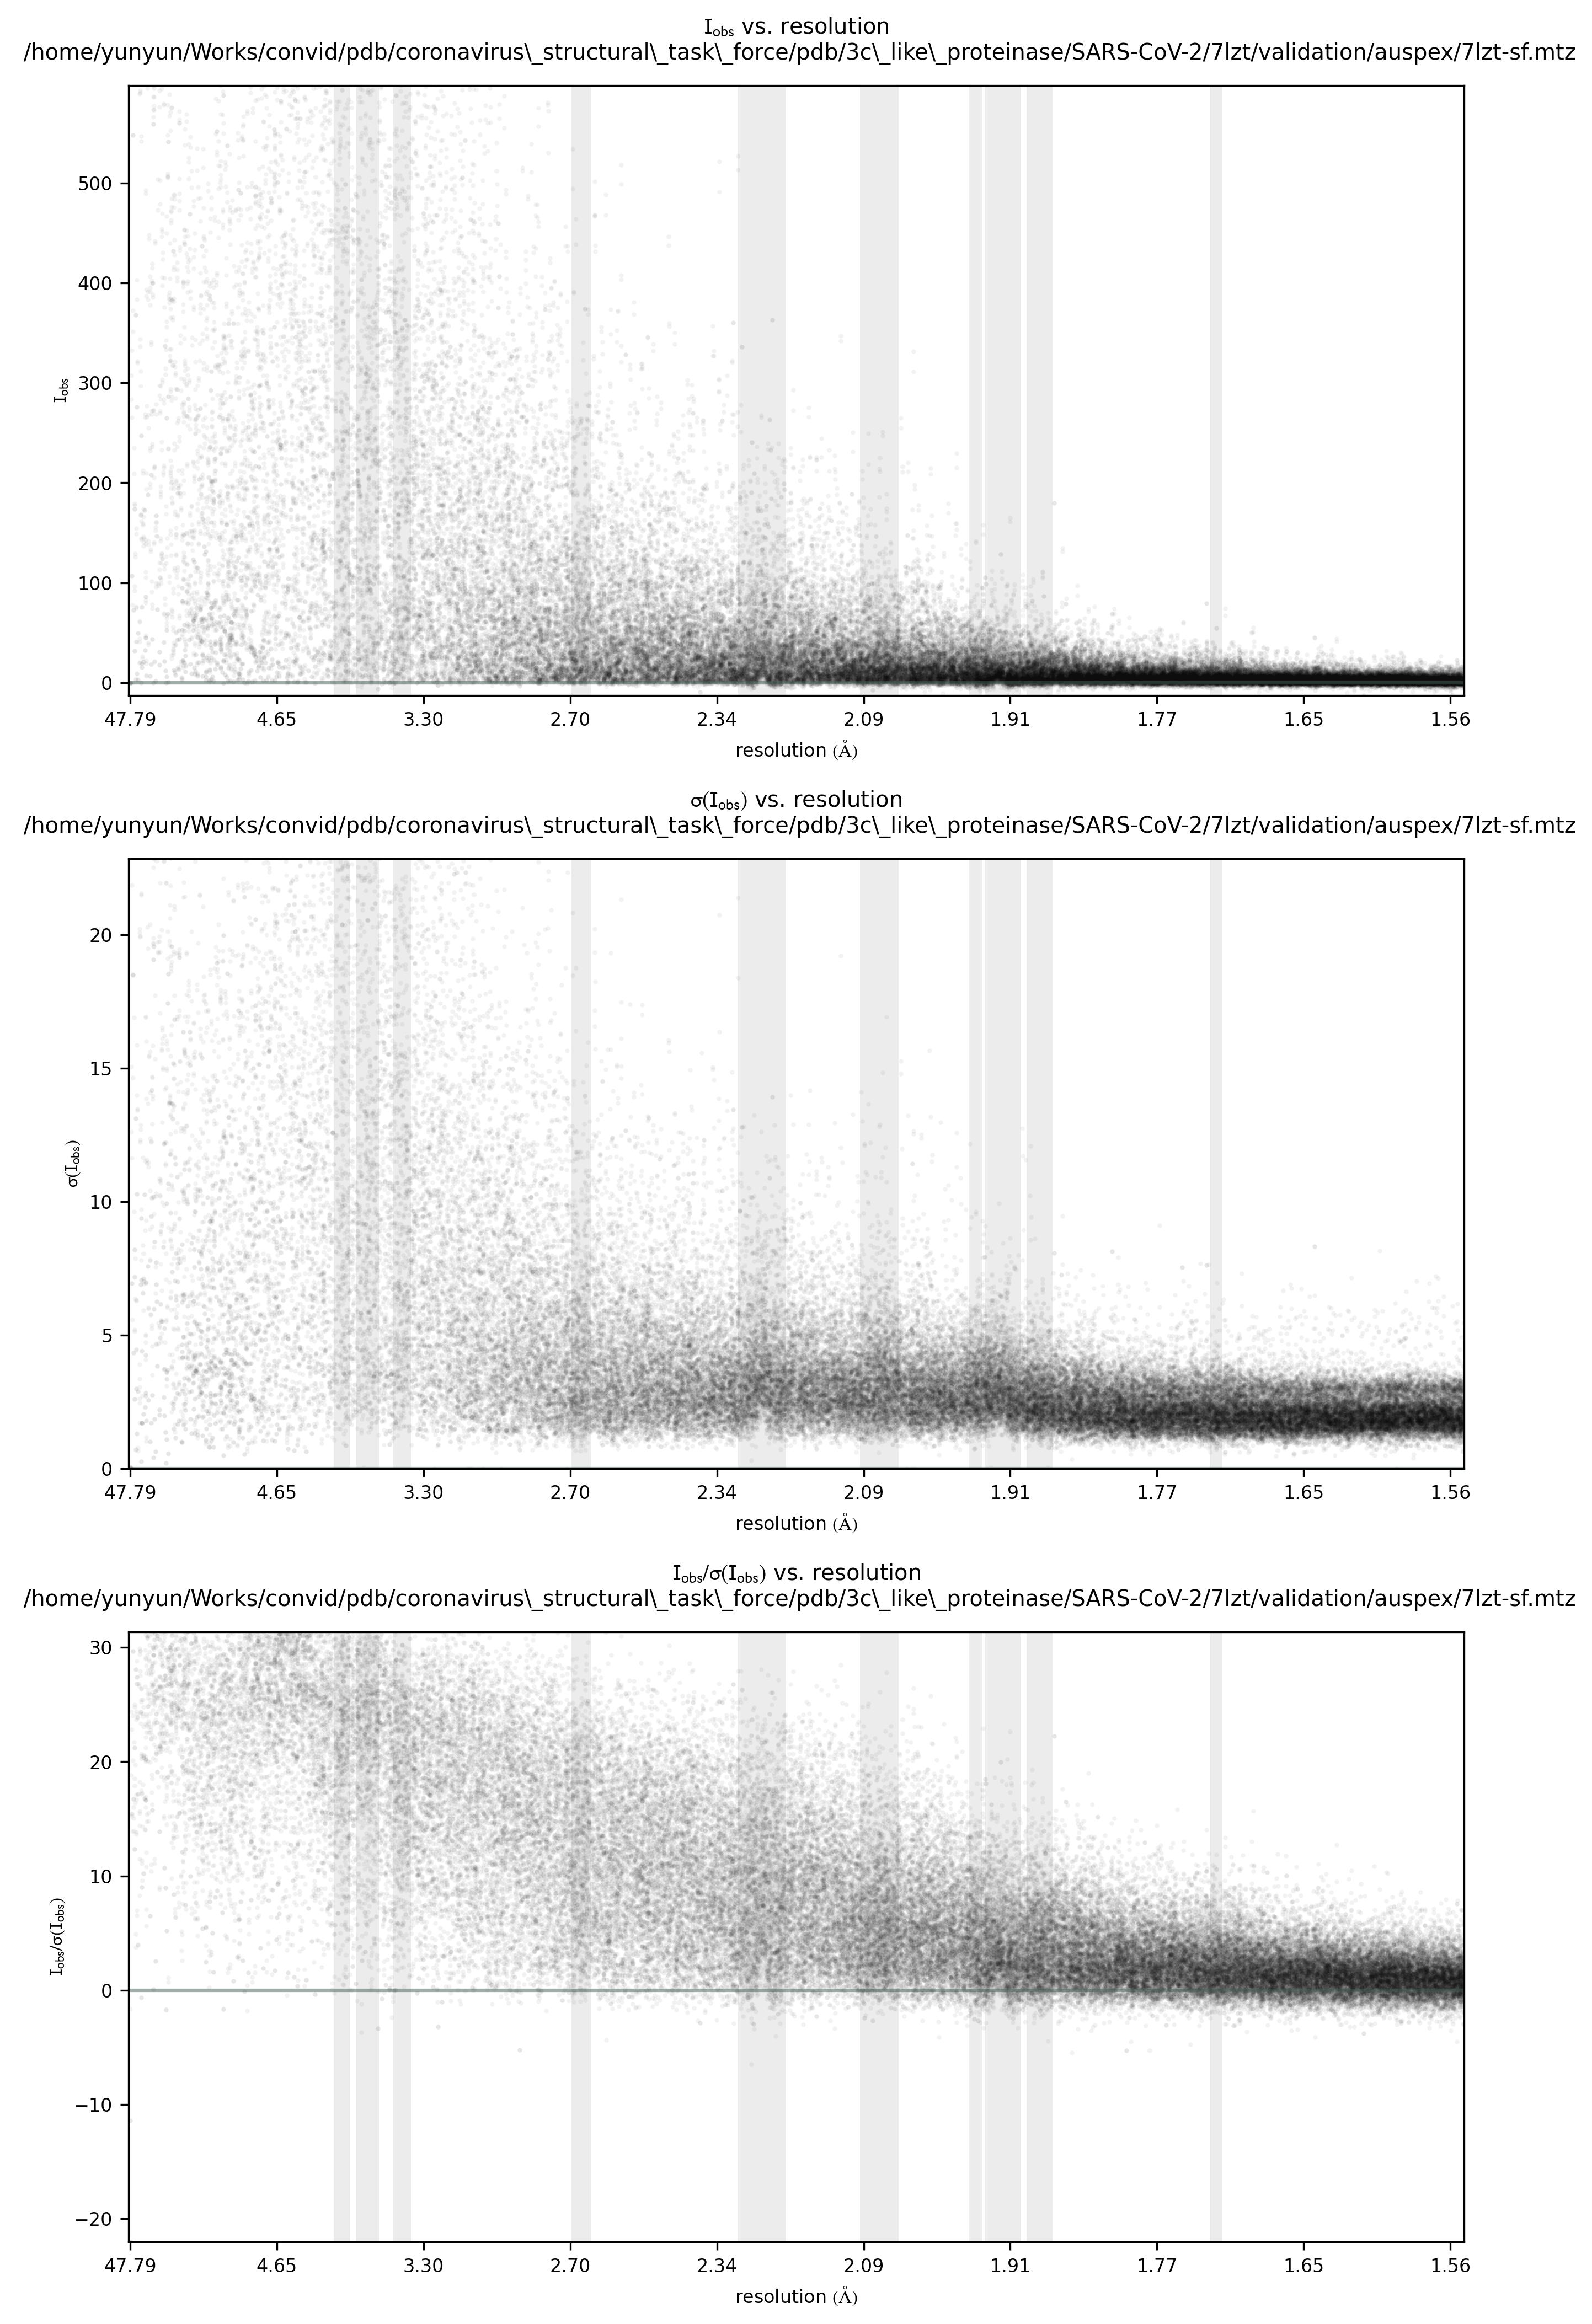 I_obs vs. resolution
/home/yunyun/Works/convid/pdb/coronavirus\_structural\_task\_force/pdb/3c\_like\_proteinase/SARS-CoV-2/7lzt/validation/auspex/7lzt-sf.mtz
500
400
300
200
100
0
I_obs
47.79 4.65 3.30 2.70 2.34 2.09 1.91 1.77 1.65 1.56
resolution (Å)
σ(I_obs) vs. resolution
/home/yunyun/Works/convid/pdb/coronavirus\_structural\_task\_force/pdb/3c\_like\_proteinase/SARS-CoV-2/7lzt/validation/auspex/7lzt-sf.mtz
20
15
10
5
0
σ(I_obs)
47.79 4.65 3.30 2.70 2.34 2.09 1.91 1.77 1.65 1.56
resolution (Å)
I_obs/σ(I_obs) vs. resolution
/home/yunyun/Works/convid/pdb/coronavirus\_structural\_task\_force/pdb/3c\_like\_proteinase/SARS-CoV-2/7lzt/validation/auspex/7lzt-sf.mtz
30
20
10
0
−10
−20
I_obs/σ(I_obs)
47.79 4.65 3.30 2.70 2.34 2.09 1.91 1.77 1.65 1.56
resolution (Å)